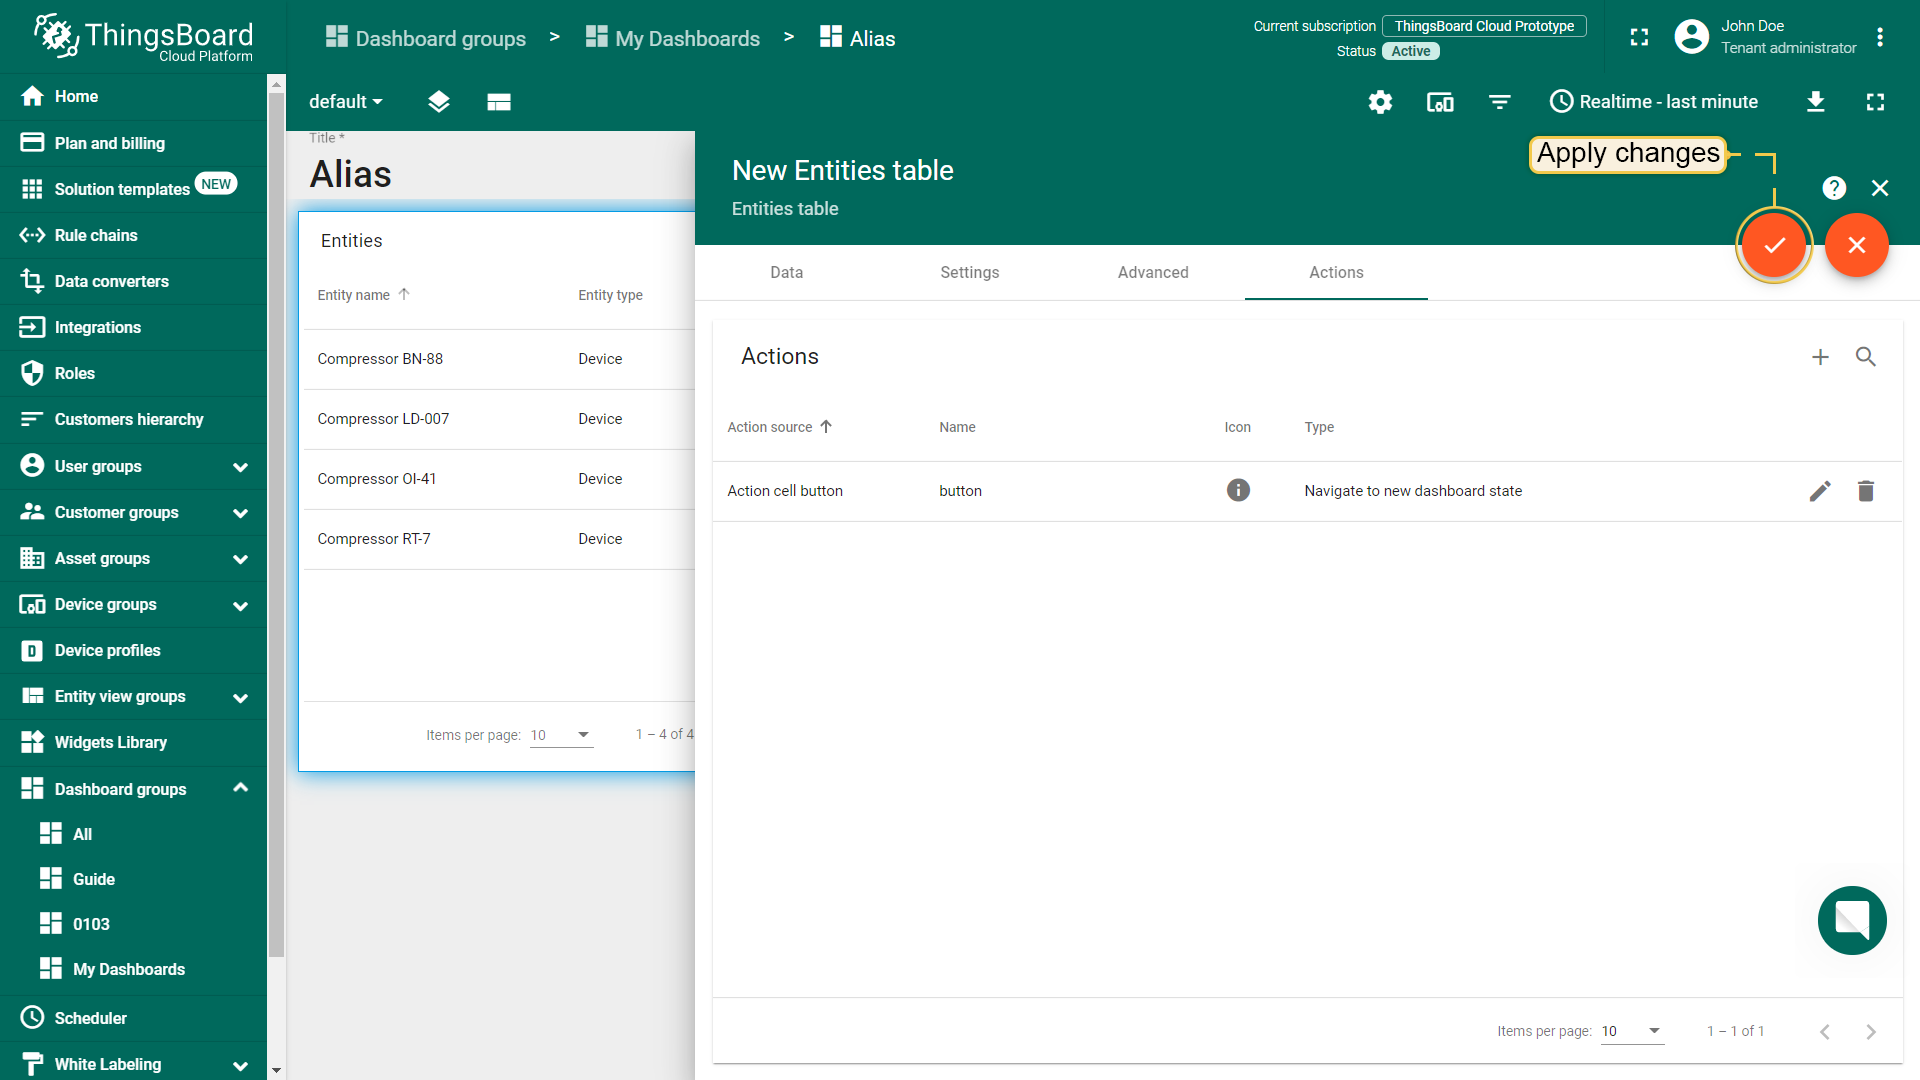 ThingsBoard
Cloud Platform
Dashboard groups > My Dashboards > Alias
Current subscription ThingsBoard Cloud Prototype
Status Active
John Doe
Tenant administrator
Home
Plan and billing
Solution templates NEW
Rule chains
Data converters
Integrations
Roles
Customers hierarchy
User groups
Customer groups
Asset groups
Device groups
Device profiles
Entity view groups
Widgets Library
Dashboard groups
All
Guide
0103
My Dashboards
Scheduler
White Labeling
default
Realtime - last minute
Title *
Alias
Entities
Entity name Entity type
Compressor BN-88 Device
Compressor LD-007 Device
Compressor OI-41 Device
Compressor RT-7 Device
Items per page: 10 1 – 4 of 4
New Entities table
Entities table
Apply changes
Data Settings Advanced Actions
Actions
Action source Name Icon Type
Action cell button button Navigate to new dashboard state
Items per page: 10 1 – 1 of 1